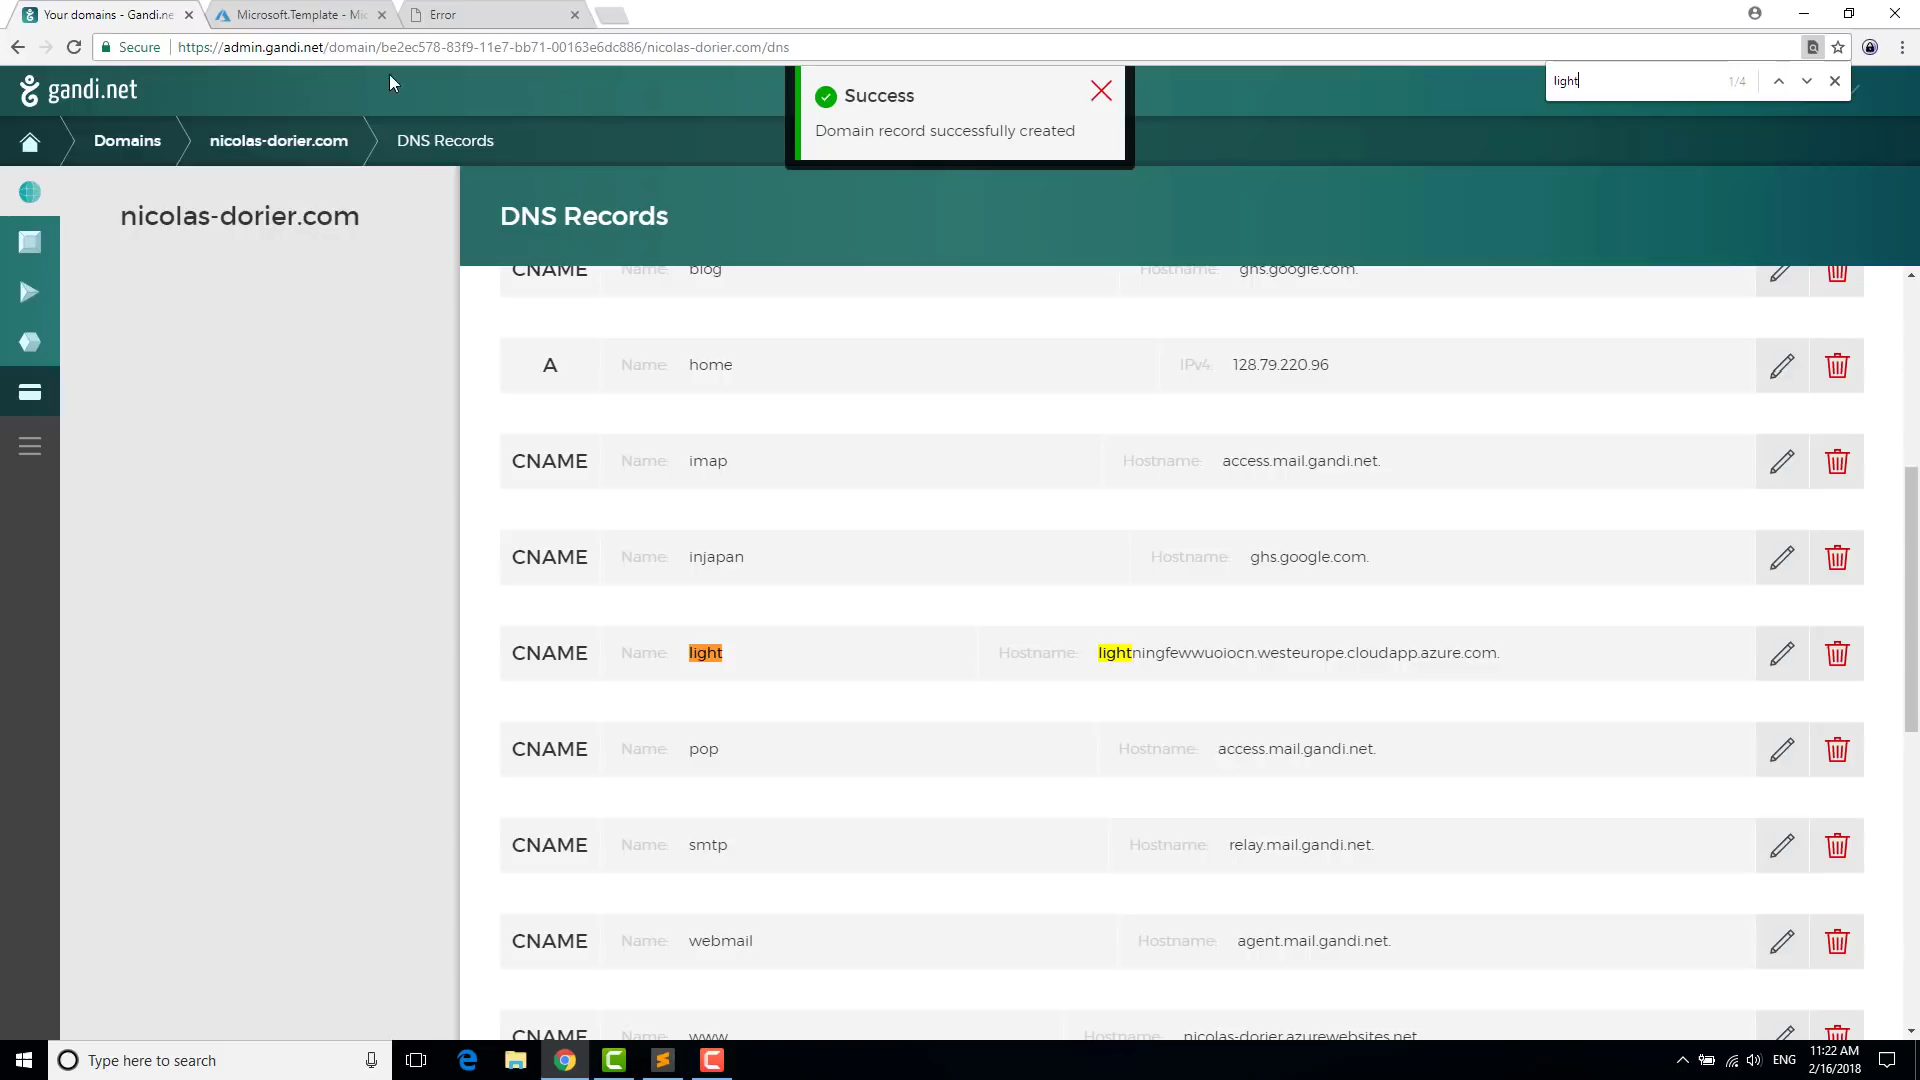 Your domains - Gandi.ne
Microsoft.Template - Mic
Error
Secure
https://admin.gandi.net/domain/be2ec578-83f9-11e7-bb71-00163e6dc886/nicolas-dorier.com/dns
light
1/4
gandi.net
Success
Domain record successfully created
Domains
nicolas-dorier.com
DNS Records
nicolas-dorier.com
DNS Records
CNAME Name: blog Hostname: ghs.google.com.
A Name: home IPv4: 128.79.220.96
CNAME Name: imap Hostname: access.mail.gandi.net.
CNAME Name: injapan Hostname: ghs.google.com.
CNAME Name: light Hostname: lightningfewwuoiocn.westeurope.cloudapp.azure.com.
CNAME Name: pop Hostname: access.mail.gandi.net.
CNAME Name: smtp Hostname: relay.mail.gandi.net.
CNAME Name: webmail Hostname: agent.mail.gandi.net.
CNAME Name: www Hostname: nicolas-dorier.azurewebsites.net.
Type here to search
ENG
11:22 AM
2/16/2018